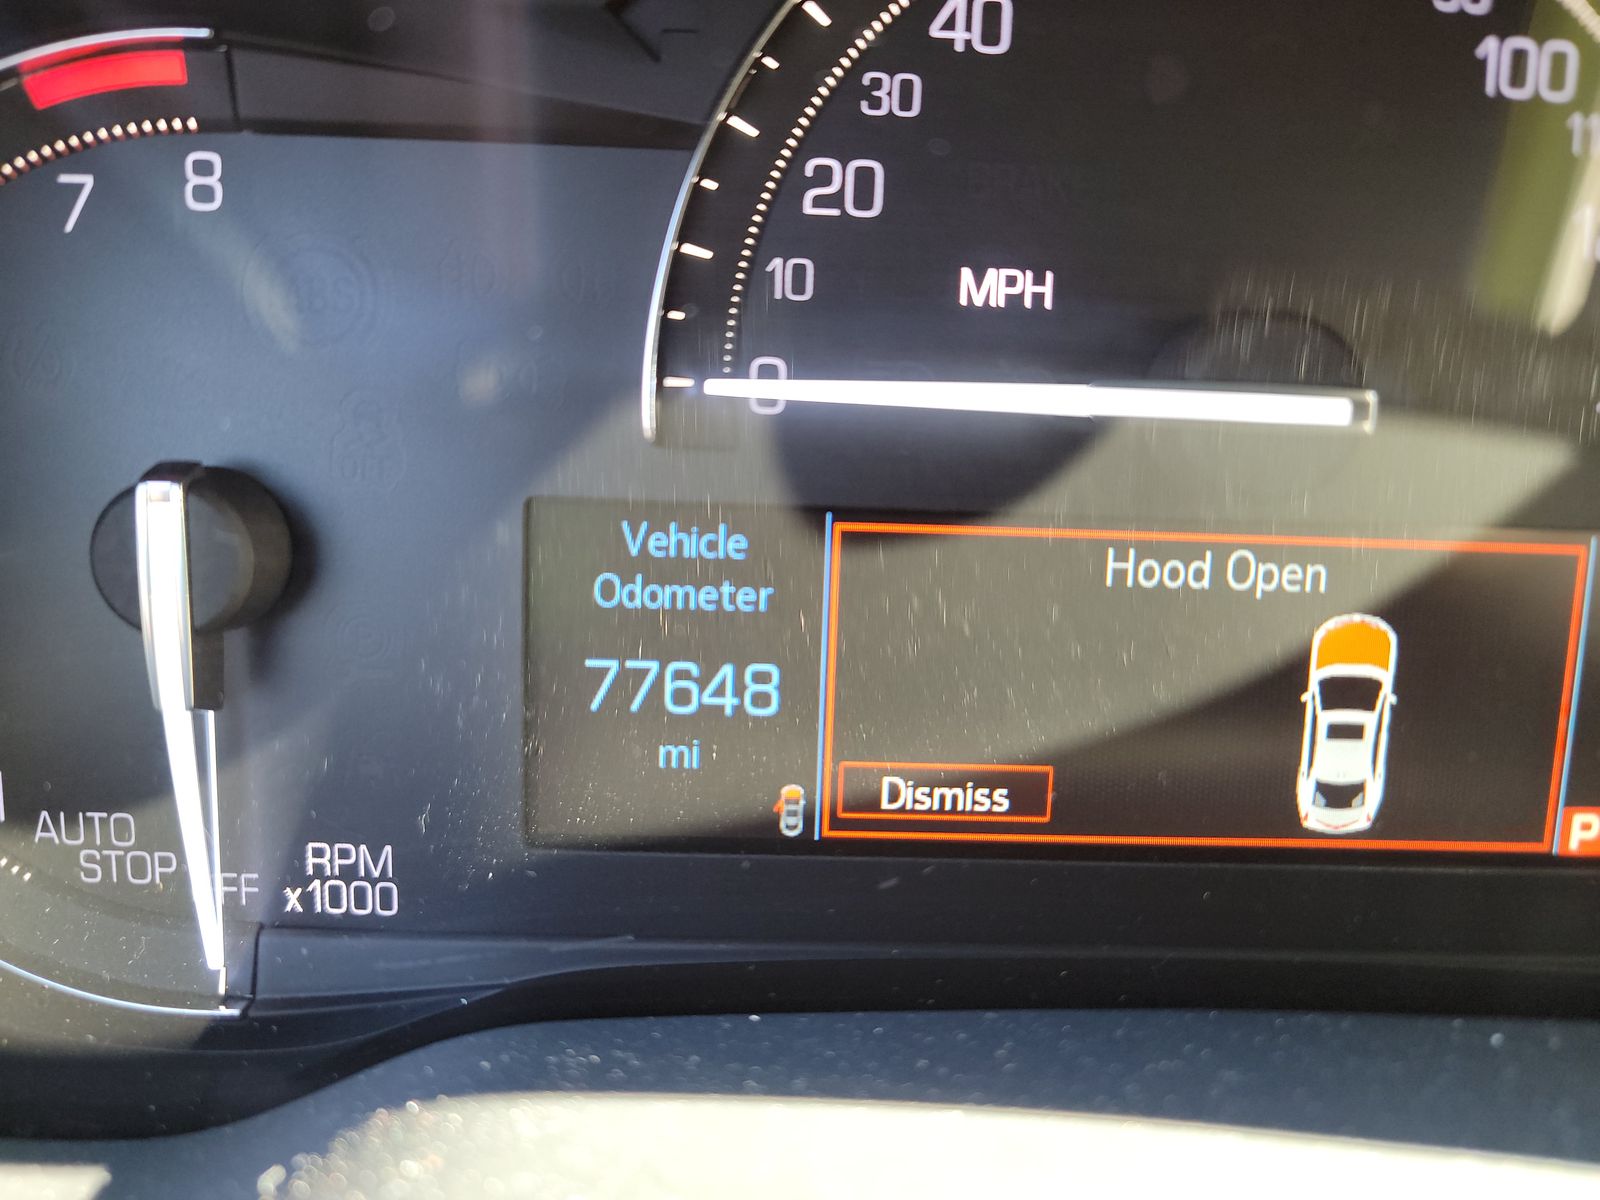 7
8
40
30
20
10
0
MPH
100
Vehicle
Odometer
77648
mi
Hood Open
Dismiss
P
AUTO
STOP
FF
RPM
x1000